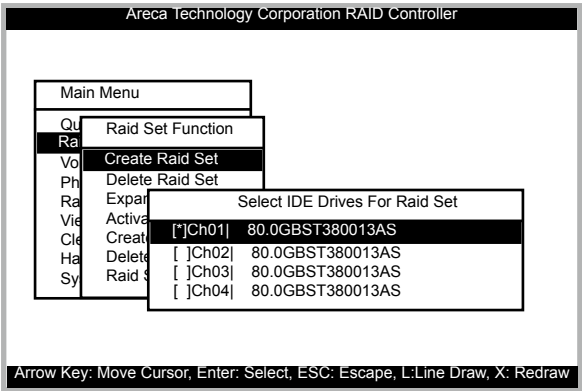 Areca Technology Corporation RAID Controller
Main Menu
Qu
Ra
Vo
Ph
Ra
Vie
Cle
Ha
Sy
Raid Set Function
Create Raid Set
Delete Raid Set
Expan
Activa
Create
Delete
Raid S
Select IDE Drives For Raid Set
[*]Ch01| 80.0GBST380013AS
[ ]Ch02| 80.0GBST380013AS
[ ]Ch03| 80.0GBST380013AS
[ ]Ch04| 80.0GBST380013AS
Arrow Key: Move Cursor, Enter: Select, ESC: Escape, L:Line Draw, X: Redraw